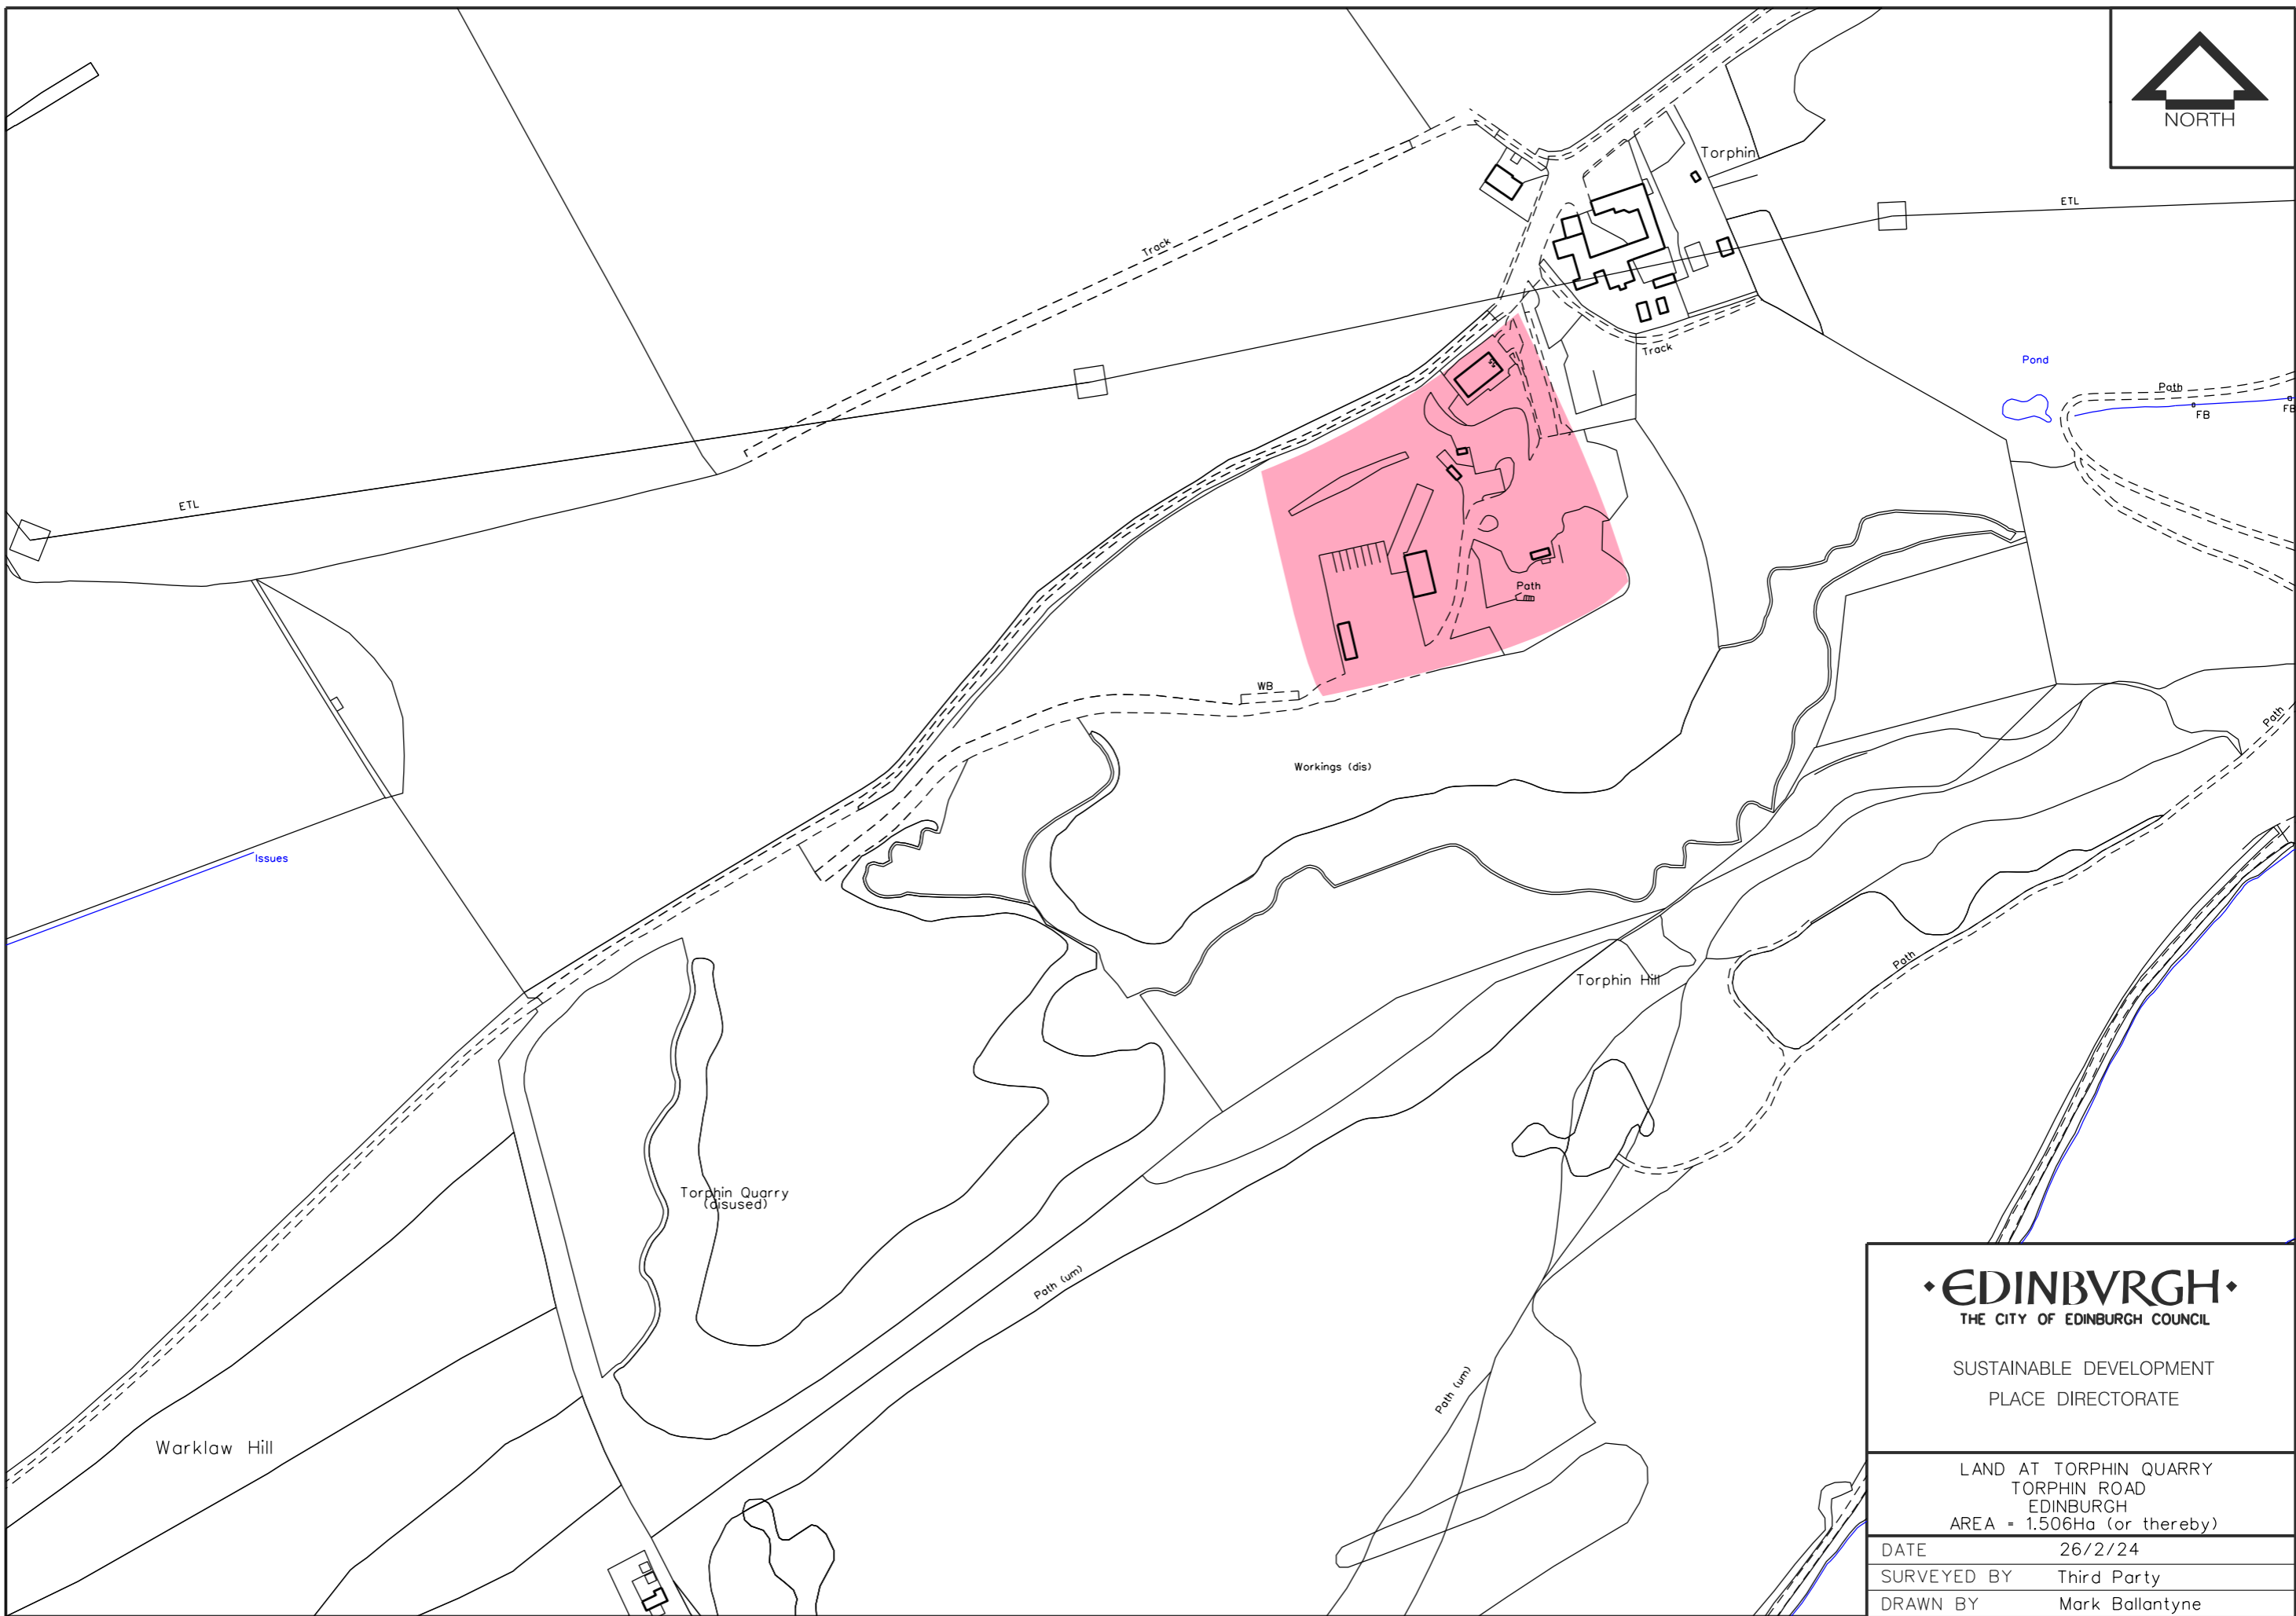 NORTH
Torphin
ETL
Track
Track
Pond
Path
FB
FB
ETL
Path
WB
Path
Workings (dis)
Issues
Path
Torphin Hill
Torphin Quarry
(disused)
Path (um)
Path (um)
Warklaw Hill
·EDINBVRGH·
THE CITY OF EDINBURGH COUNCIL
SUSTAINABLE DEVELOPMENT
PLACE DIRECTORATE
LAND AT TORPHIN QUARRY
TORPHIN ROAD
EDINBURGH
AREA = 1.506Ha (or thereby)
DATE 26/2/24
SURVEYED BY Third Party
DRAWN BY Mark Ballantyne